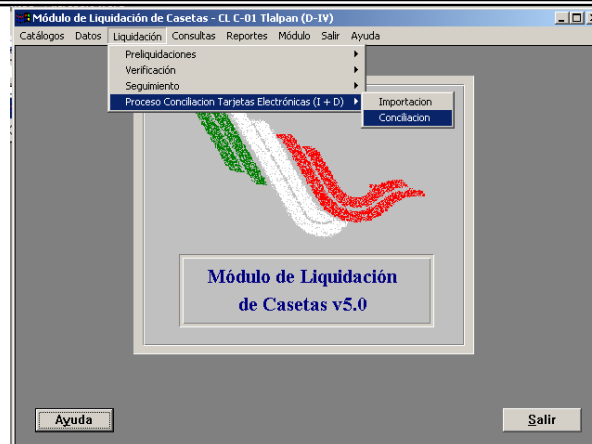 Módulo de Liquidación de Casetas - CL C-01 Tlalpan (D-IV)
Catálogos Datos Liquidación Consultas Reportes Módulo Salir Ayuda
Preliquidaciones
Verificación
Seguimiento
Proceso Conciliacion Tarjetas Electrónicas (I + D) Importacion
Conciliacion
Módulo de Liquidación
de Casetas v5.0
Ayuda Salir